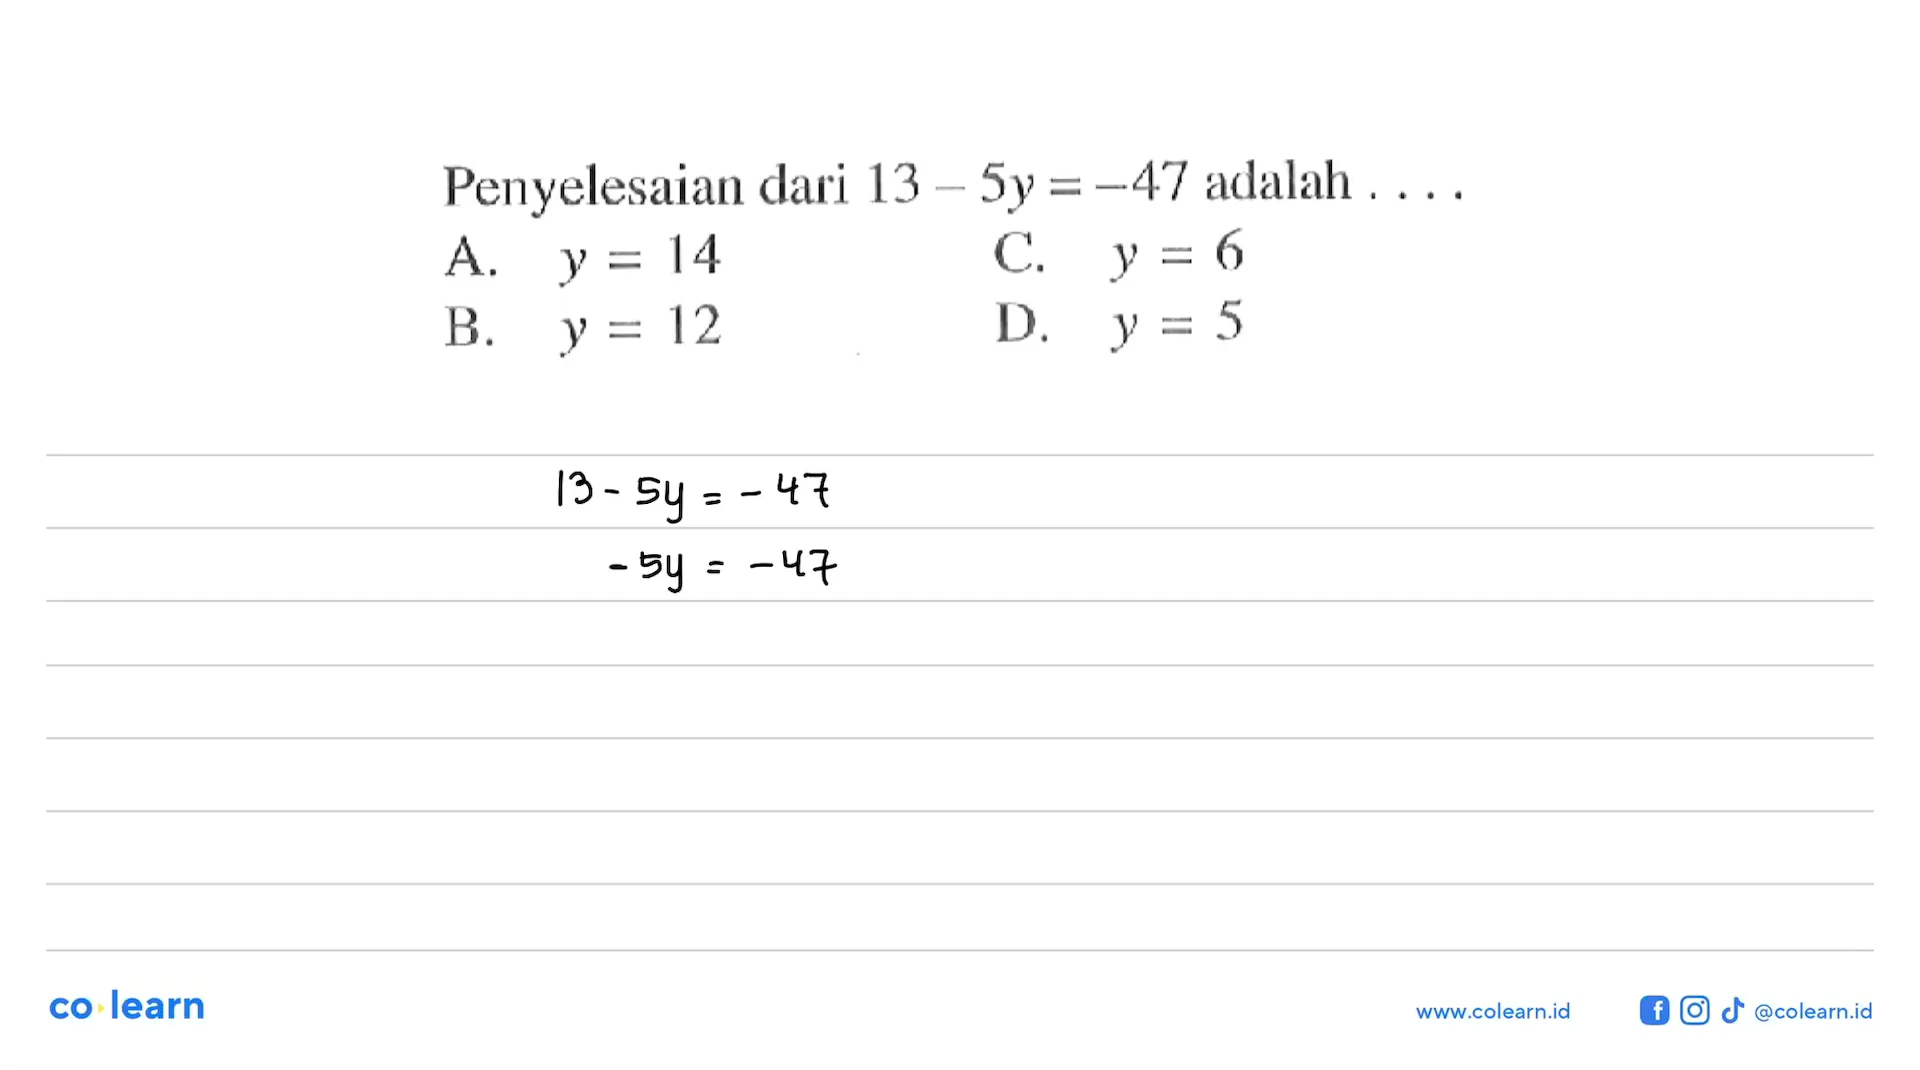 Penyelesaian dari 13 – 5y = –47 adalah . . . .
A. y = 14 C. y = 6
B. y = 12 D. y = 5
13 - 5y = - 47
- 5y = - 47
co learn
www.colearn.id @colearn.id